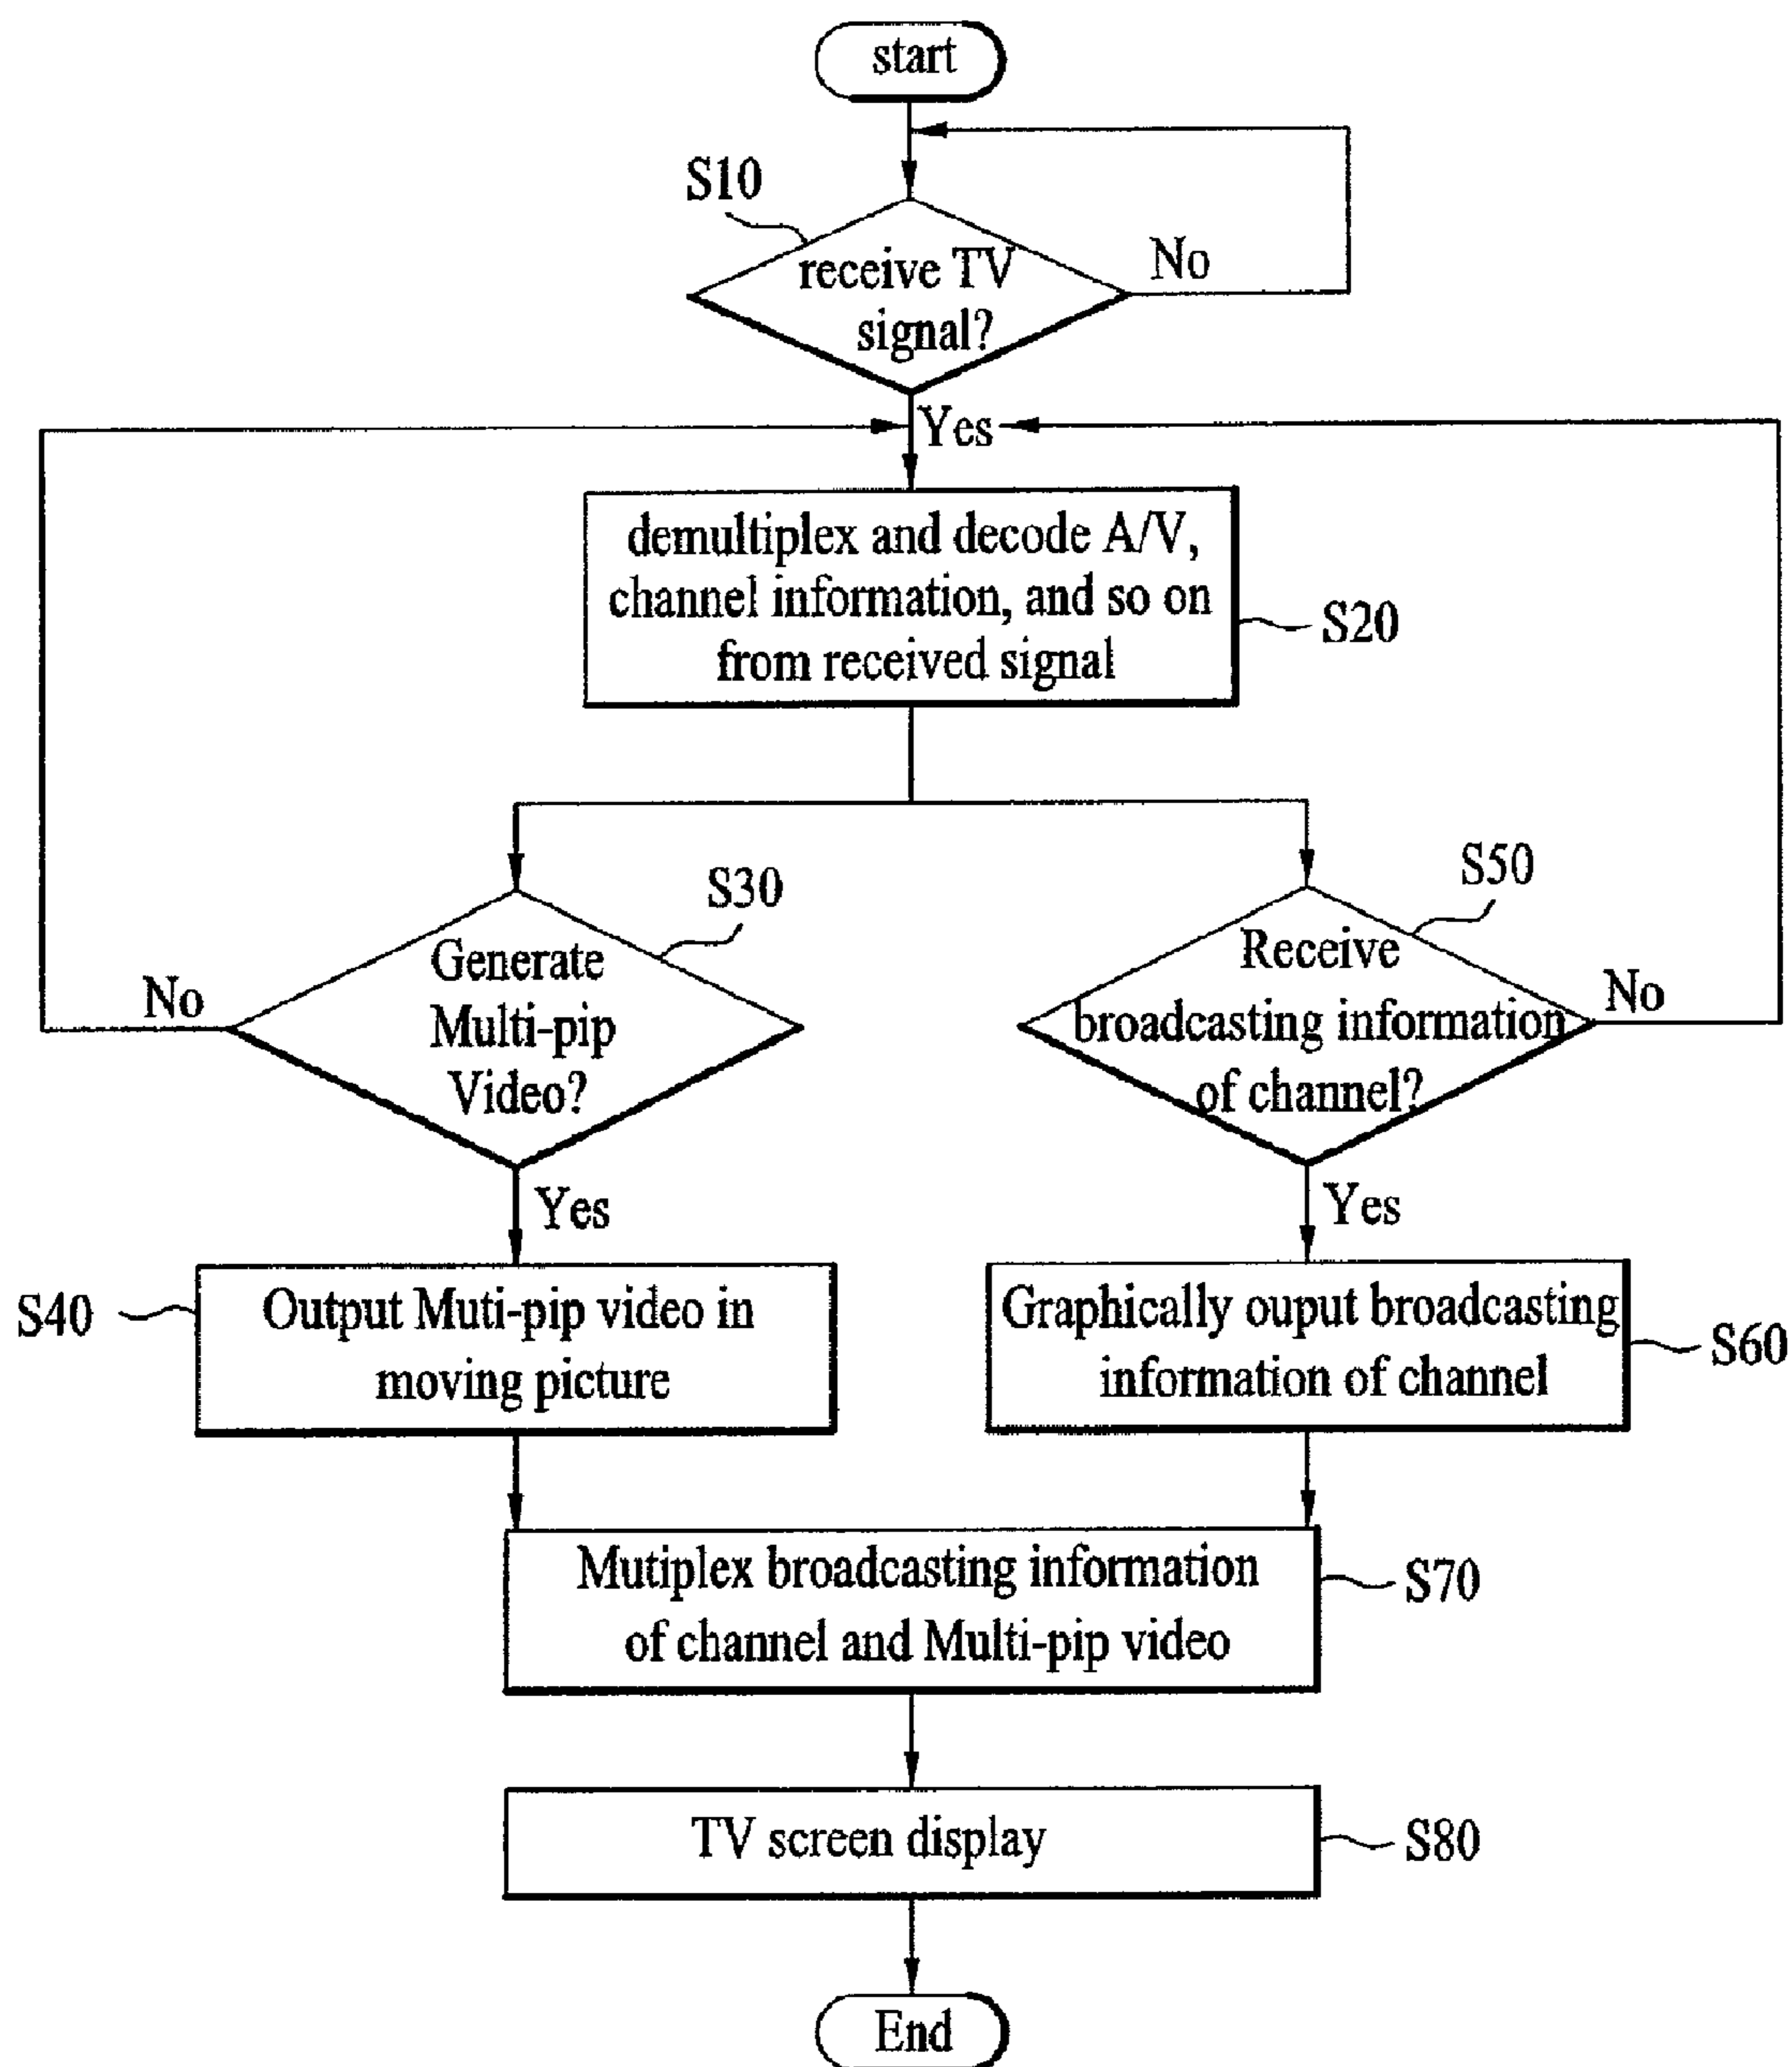 start
S10
receive TV
signal?
No
Yes
demultiplex and decode A/V,
channel information, and so on
from received signal
S20
S30
Generate
Multi-pip
Video?
No
Yes
S50
Receive
broadcasting information
of channel?
No
Yes
S40
Output Muti-pip video in
moving picture
Graphically ouput broadcasting
information of channel
S60
Mutiplex broadcasting information
of channel and Multi-pip video
S70
TV screen display
S80
End